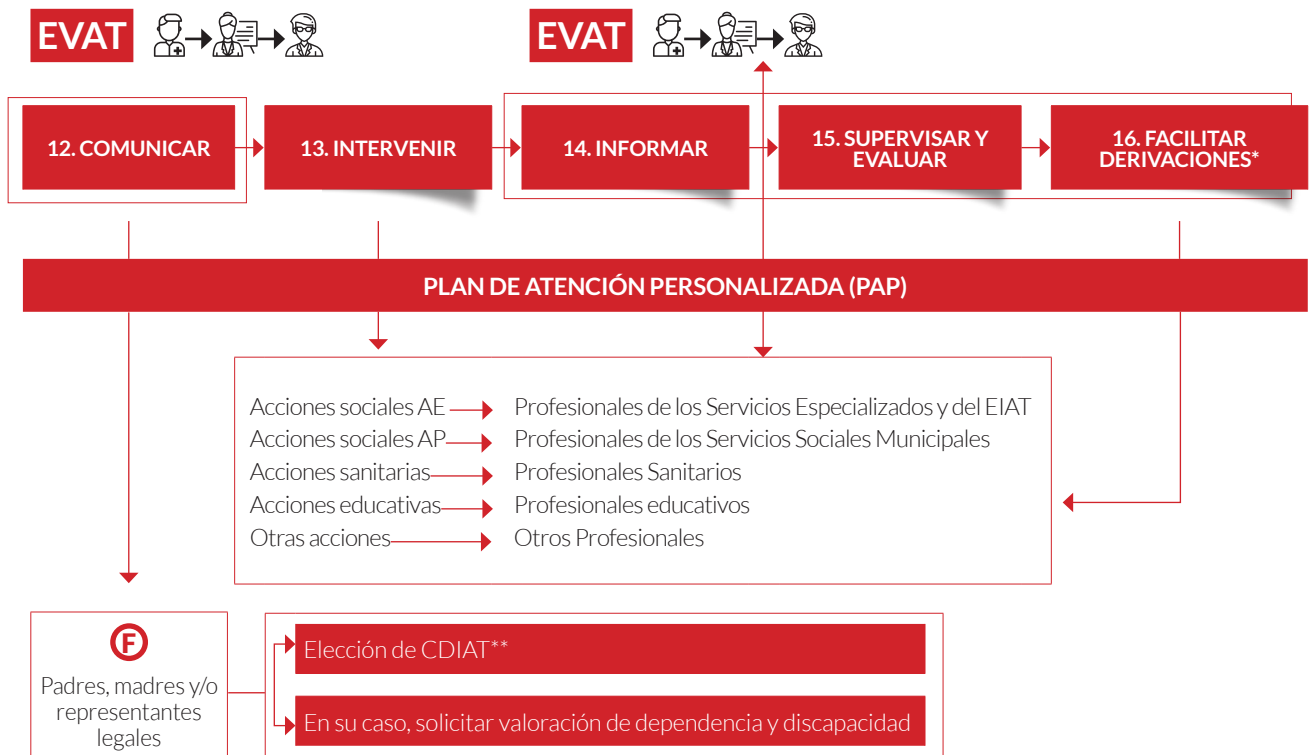 EVAT
EVAT
12. COMUNICAR
13. INTERVENIR
14. INFORMAR
15. SUPERVISAR Y
EVALUAR
16. FACILITAR
DERIVACIONES*
PLAN DE ATENCIÓN PERSONALIZADA (PAP)
Acciones sociales AE
Profesionales de los Servicios Especializados y del EIAT
Acciones sociales AP
Profesionales de los Servicios Sociales Municipales
Acciones sanitarias
Profesionales Sanitarios
Acciones educativas
Profesionales educativos
Otras acciones
Otros Profesionales
F
Padres, madres y/o
representantes
legales
Elección de CDIAT**
En su caso, solicitar valoración de dependencia y discapacidad